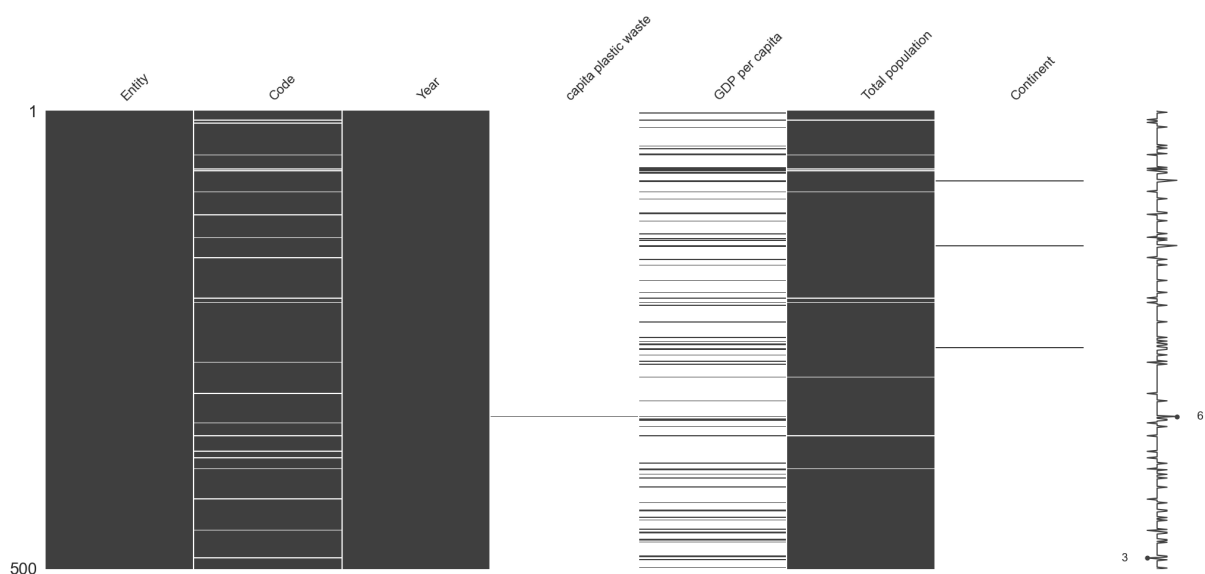 Entity
Code
Year
capita plastic waste
GDP per capita
Total population
Continent
1
6
3
500